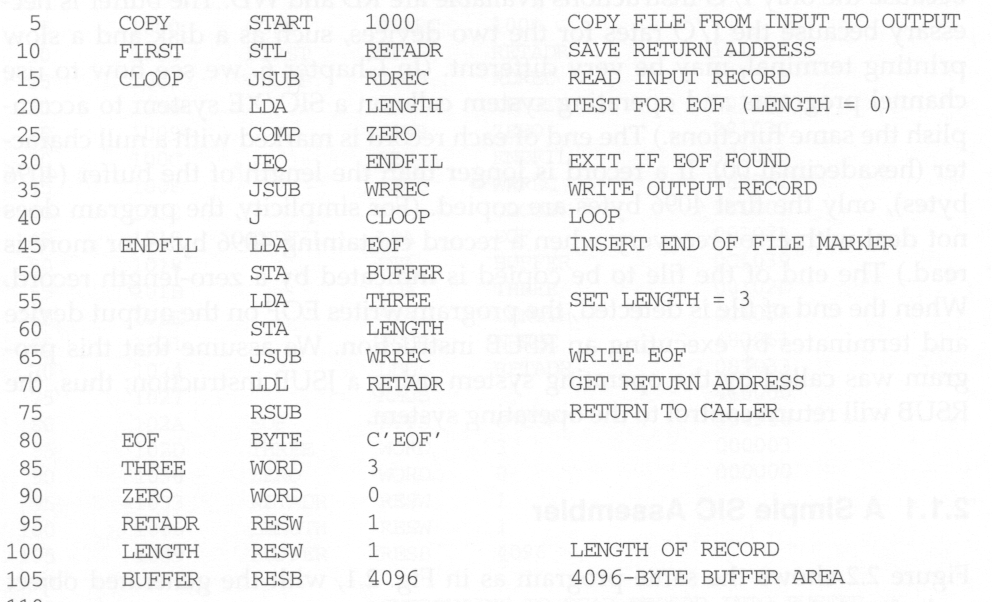 5 COPY START 1000 COPY FILE FROM INPUT TO OUTPUT
10 FIRST STL RETADR SAVE RETURN ADDRESS
15 CLOOP JSUB RDREC READ INPUT RECORD
20 LDA LENGTH TEST FOR EOF (LENGTH = 0)
25 COMP ZERO
30 JEQ ENDFIL EXIT IF EOF FOUND
35 JSUB WRREC WRITE OUTPUT RECORD
40 J CLOOP LOOP
45 ENDFIL LDA EOF INSERT END OF FILE MARKER
50 STA BUFFER
55 LDA THREE SET LENGTH = 3
60 STA LENGTH
65 JSUB WRREC WRITE EOF
70 LDL RETADR GET RETURN ADDRESS
75 RSUB RETURN TO CALLER
80 EOF BYTE C'EOF'
85 THREE WORD 3
90 ZERO WORD 0
95 RETADR RESW 1
100 LENGTH RESW 1 LENGTH OF RECORD
105 BUFFER RESB 4096 4096-BYTE BUFFER AREA